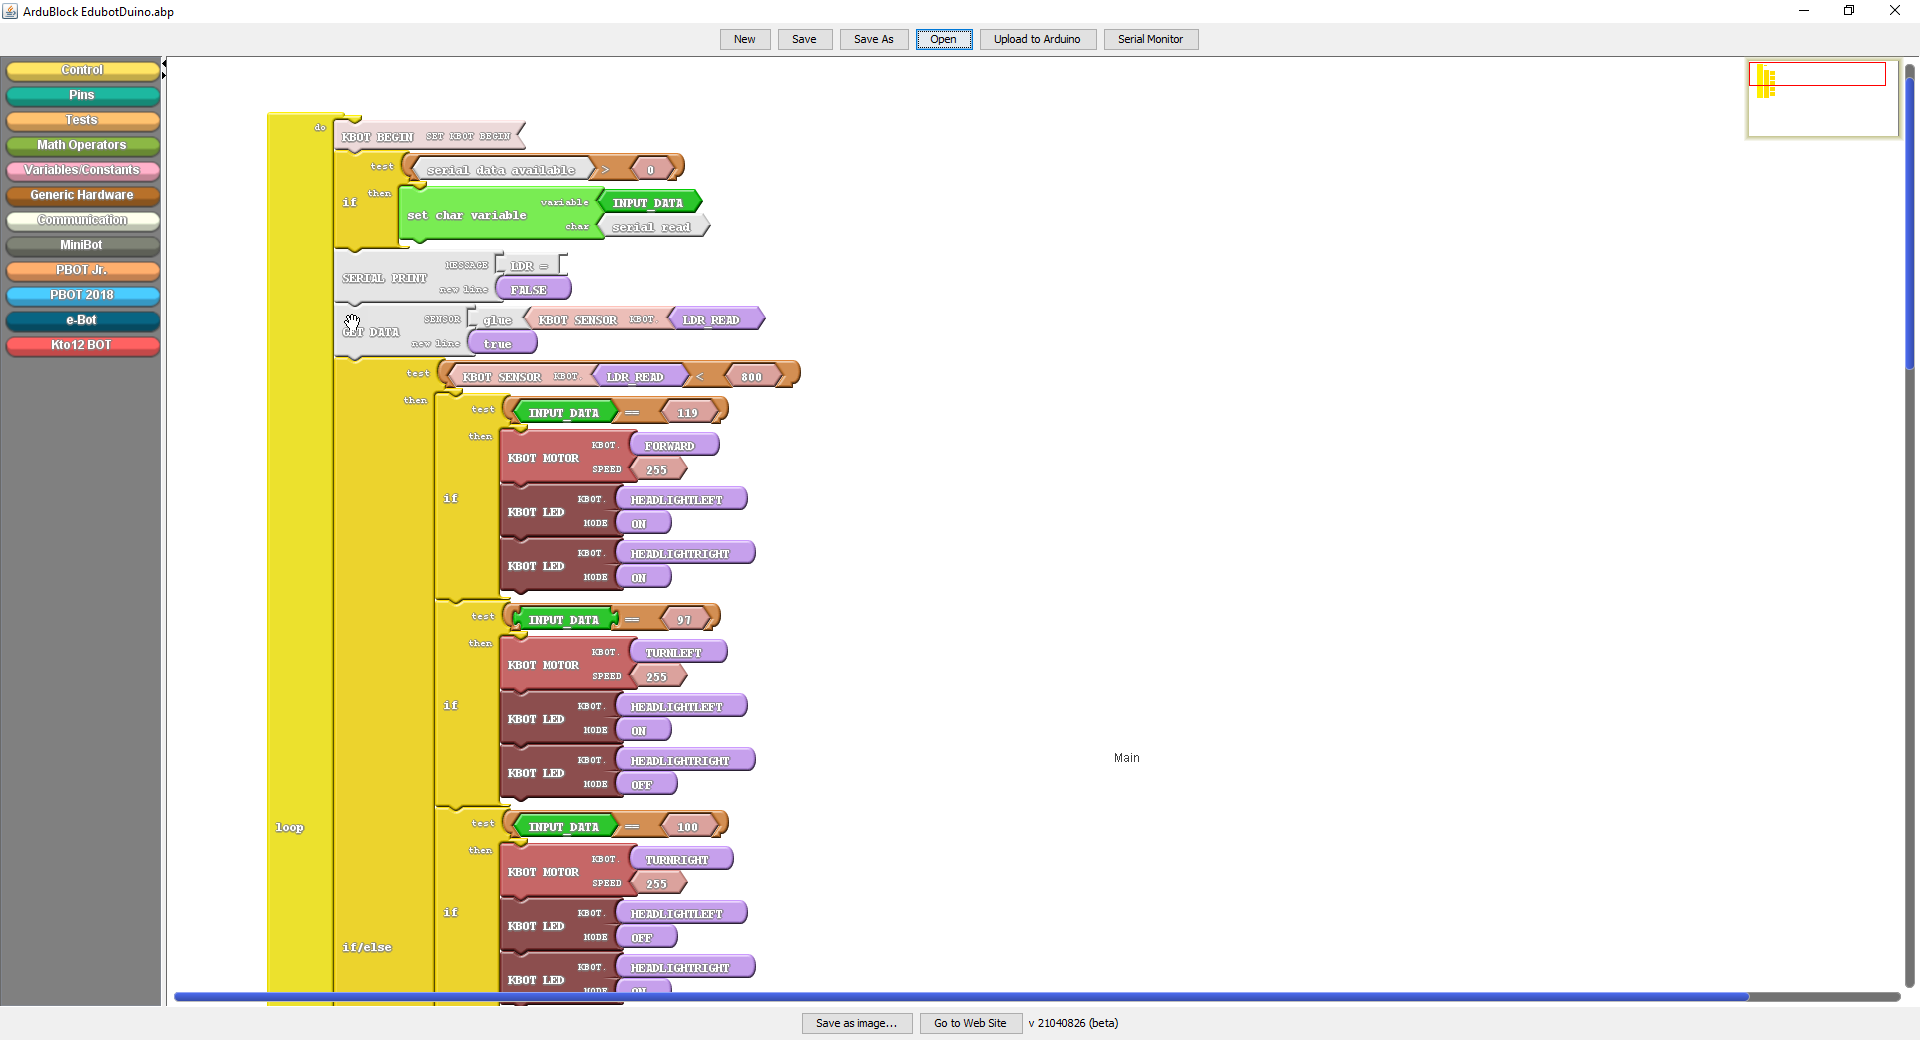 ArduBlock EdubotDuino.abp
New Save Save As Open Upload to Arduino Serial Monitor
Control
Pins
Tests
Math Operators
Variables/Constants
Generic Hardware
Communication
MiniBot
PBOT Jr.
PBOT 2018
e-Bot
Kto12 BOT
do
KBOT BEGIN SET KBOT BEGIN
test serial data available > 0
if then
set char variable variable INPUT_DATA
char serial read
SERIAL PRINT MESSAGE LDR =
new line FALSE
GET DATA SENSOR glue KBOT SENSOR KBOT. LDR_READ
new line true
test KBOT SENSOR KBOT. LDR_READ < 800
then
test INPUT_DATA == 119
then
if
KBOT MOTOR KBOT. FORWARD
SPEED 255
KBOT LED KBOT. HEADLIGHTLEFT
MODE ON
KBOT LED KBOT. HEADLIGHTRIGHT
MODE ON
test INPUT_DATA == 97
then
if
KBOT MOTOR KBOT. TURNLEFT
SPEED 255
KBOT LED KBOT. HEADLIGHTLEFT
MODE ON
KBOT LED KBOT. HEADLIGHTRIGHT
MODE OFF
Main
loop
test INPUT_DATA == 100
then
if
KBOT MOTOR KBOT. TURNRIGHT
SPEED 255
KBOT LED KBOT. HEADLIGHTLEFT
MODE OFF
if/else
KBOT LED KBOT. HEADLIGHTRIGHT
MODE ON
Save as image... Go to Web Site v 21040826 (beta)